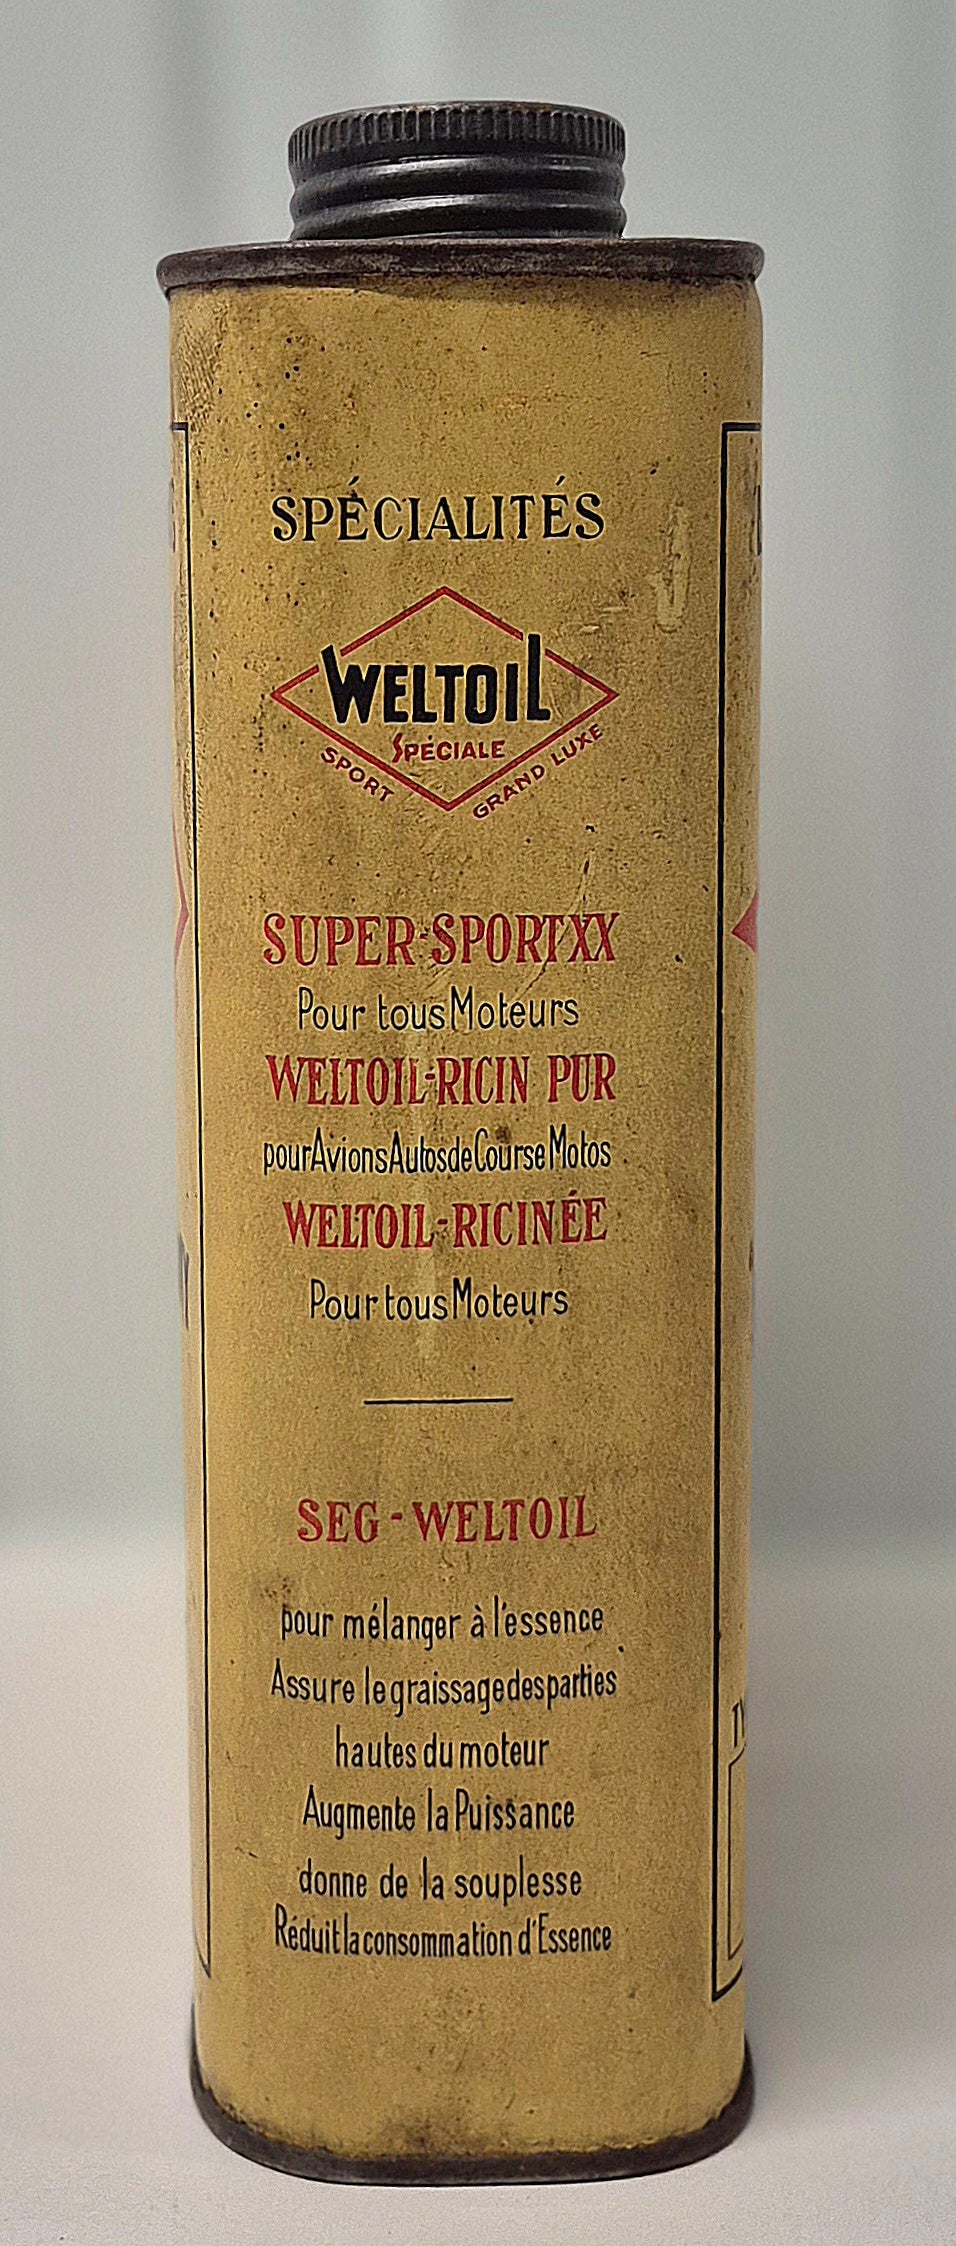 SPÉCIALITÉS
WELTOIL
SPÉCIALE
SPORT GRAND LUXE
SUPER-SPORT XX
Pour tous Moteurs
WELTOIL-RICIN PUR
pour Avions Autos de Course Motos
WELTOIL-RICINÉE
Pour tous Moteurs
SEG-WELTOIL
pour mélanger à l'essence
Assure le graissage des parties
hautes du moteur
Augmente la Puissance
donne de la souplesse
Réduit la consommation d'Essence